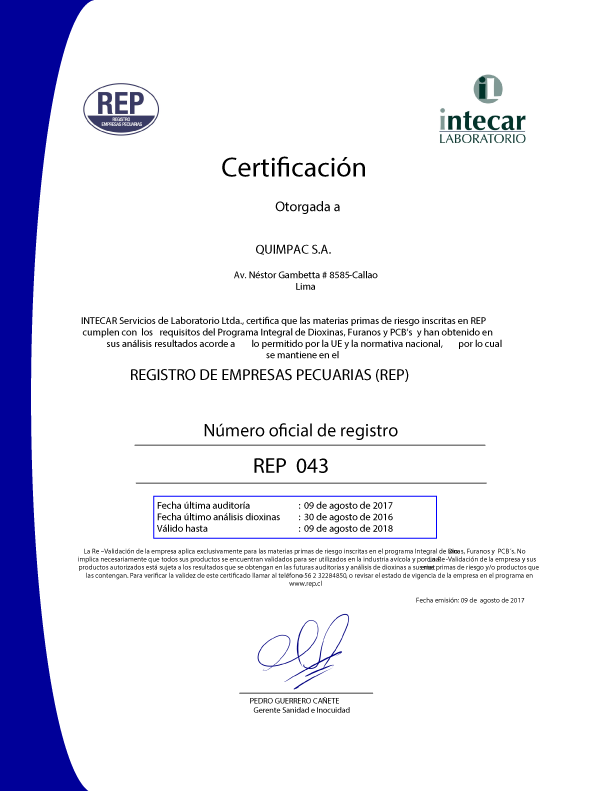 REP
REGISTRO
EMPRESAS PECUARIAS
intecar
LABORATORIO
Certificación
Otorgada a
QUIMPAC S.A.
Av. Néstor Gambetta # 8585-Callao
Lima
INTECAR Servicios de Laboratorio Ltda., certifica que las materias primas de riesgo inscritas en REP
cumplen con los requisitos del Programa Integral de Dioxinas, Furanos y PCB's y han obtenido en
sus análisis resultados acorde a lo permitido por la UE y la normativa nacional, por lo cual
se mantiene en el
REGISTRO DE EMPRESAS PECUARIAS (REP)
Número oficial de registro
REP 043
Fecha última auditoría : 09 de agosto de 2017
Fecha último análisis dioxinas : 30 de agosto de 2016
Válido hasta : 09 de agosto de 2018
La Re –Validación de la empresa aplica exclusivamente para las materias primas de riesgo inscritas en el programa Integral de Furanos y PCB´s. No
implica necesariamente que todos sus productos se encuentran validados para ser utilizados en la industria avícola y porcina. -Validación de la empresa y sus
productos autorizados está sujeta a los resultados que se obtengan en las futuras auditorías y análisis de dioxinas a sus primas de riesgo y/o productos que
las contengan. Para verificar la validez de este certificado llamar al teléfono 56 2 32284850, o revisar el estado de vigencia de la empresa en el programa en
www.rep.cl
Fecha emisión: 09 de agosto de 2017
PEDRO GUERRERO CAÑETE
Gerente Sanidad e Inocuidad